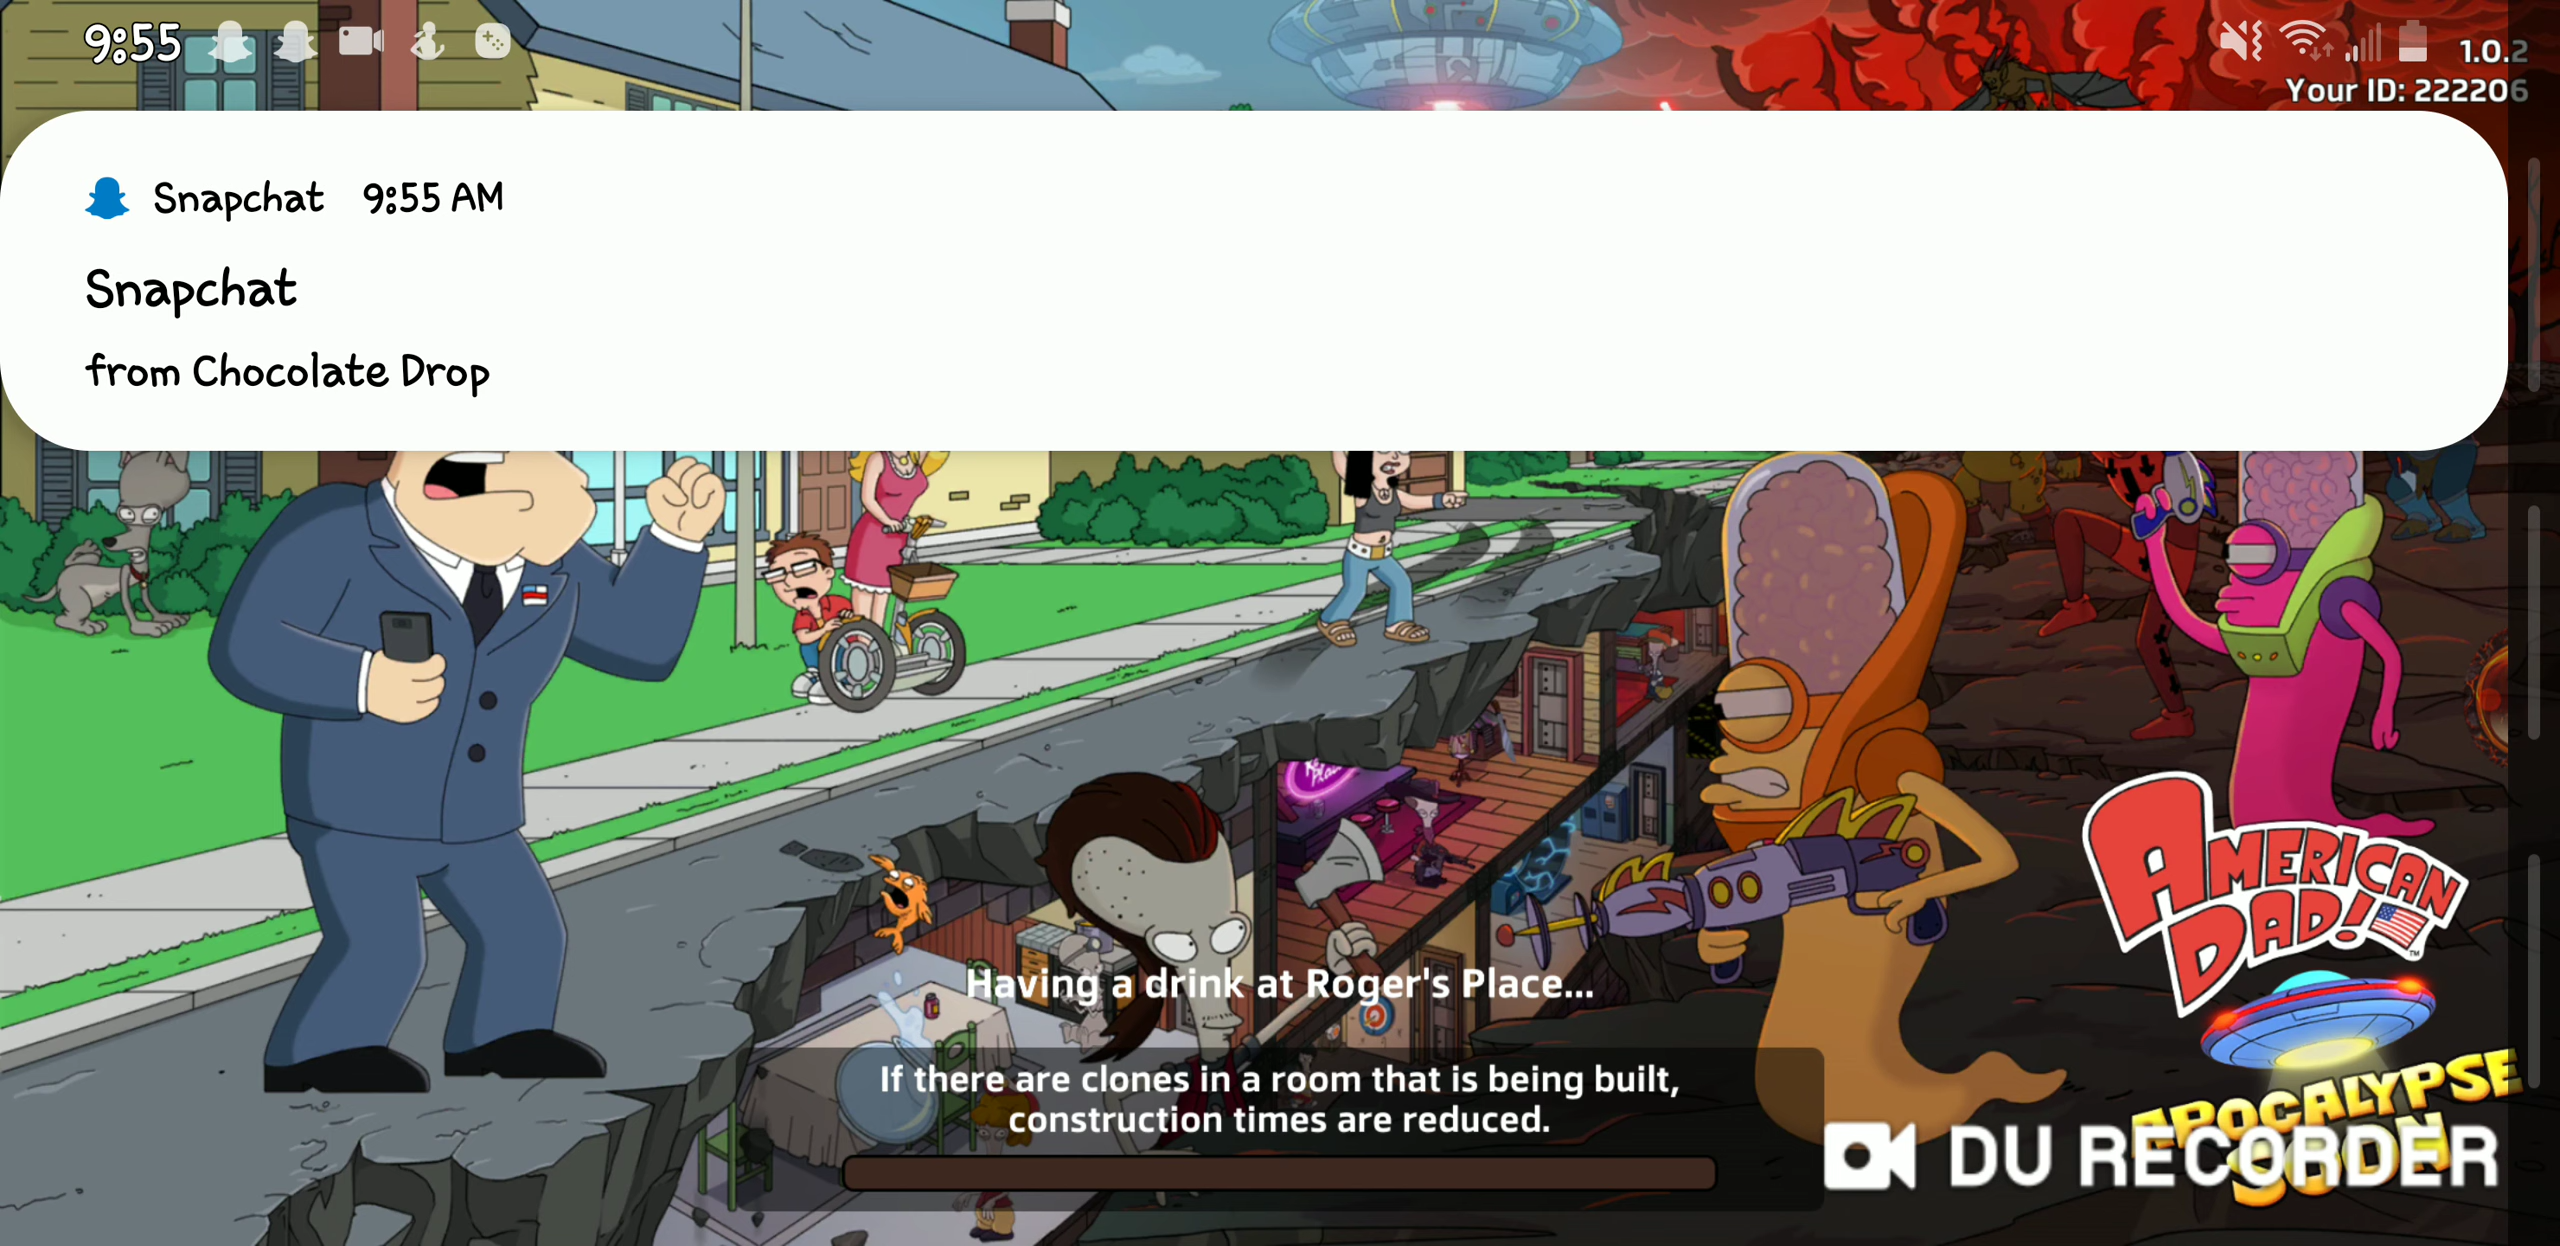 9:55
1.0.2
Your ID: 222206
Snapchat 9:55 AM
Snapchat
from Chocolate Drop
AMERICAN
DAD!
TM
Having a drink at Roger's Place...
If there are clones in a room that is being built,
construction times are reduced.
APOCALYPSE
SOON
DU RECORDER